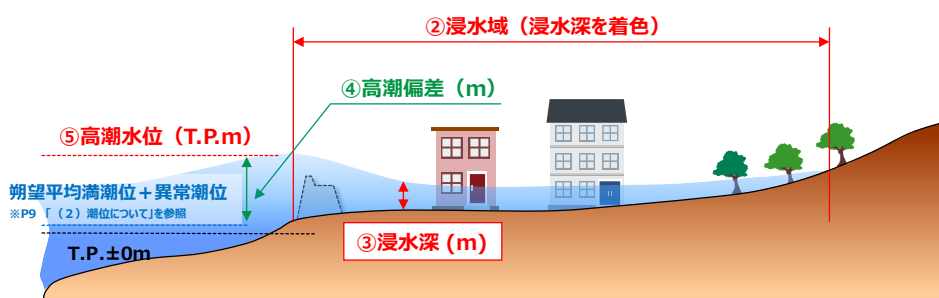 ②浸水域（浸水深を着色）
④高潮偏差（m）
⑤高潮水位（T.P.m）
朔望平均満潮位＋異常潮位
※P9 「（2）潮位について」を参照
③浸水深 (m)
T.P.±0m